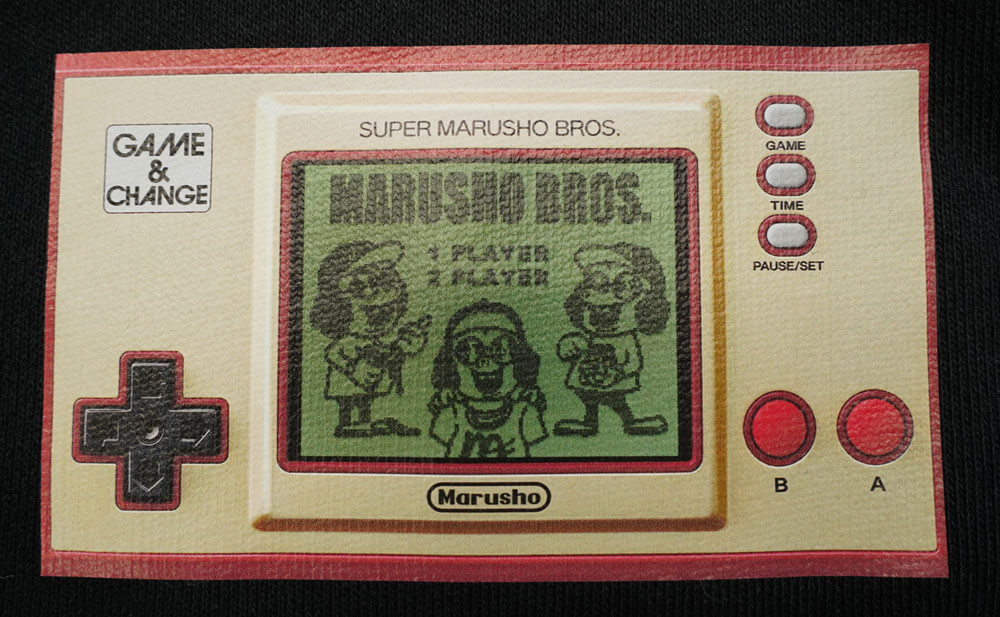 GAME
&
CHANGE
SUPER MARUSHO BROS.
MARUSHO BROS.
1 PLAYER
2 PLAYER
Marusho
GAME
TIME
PAUSE/SET
B
A